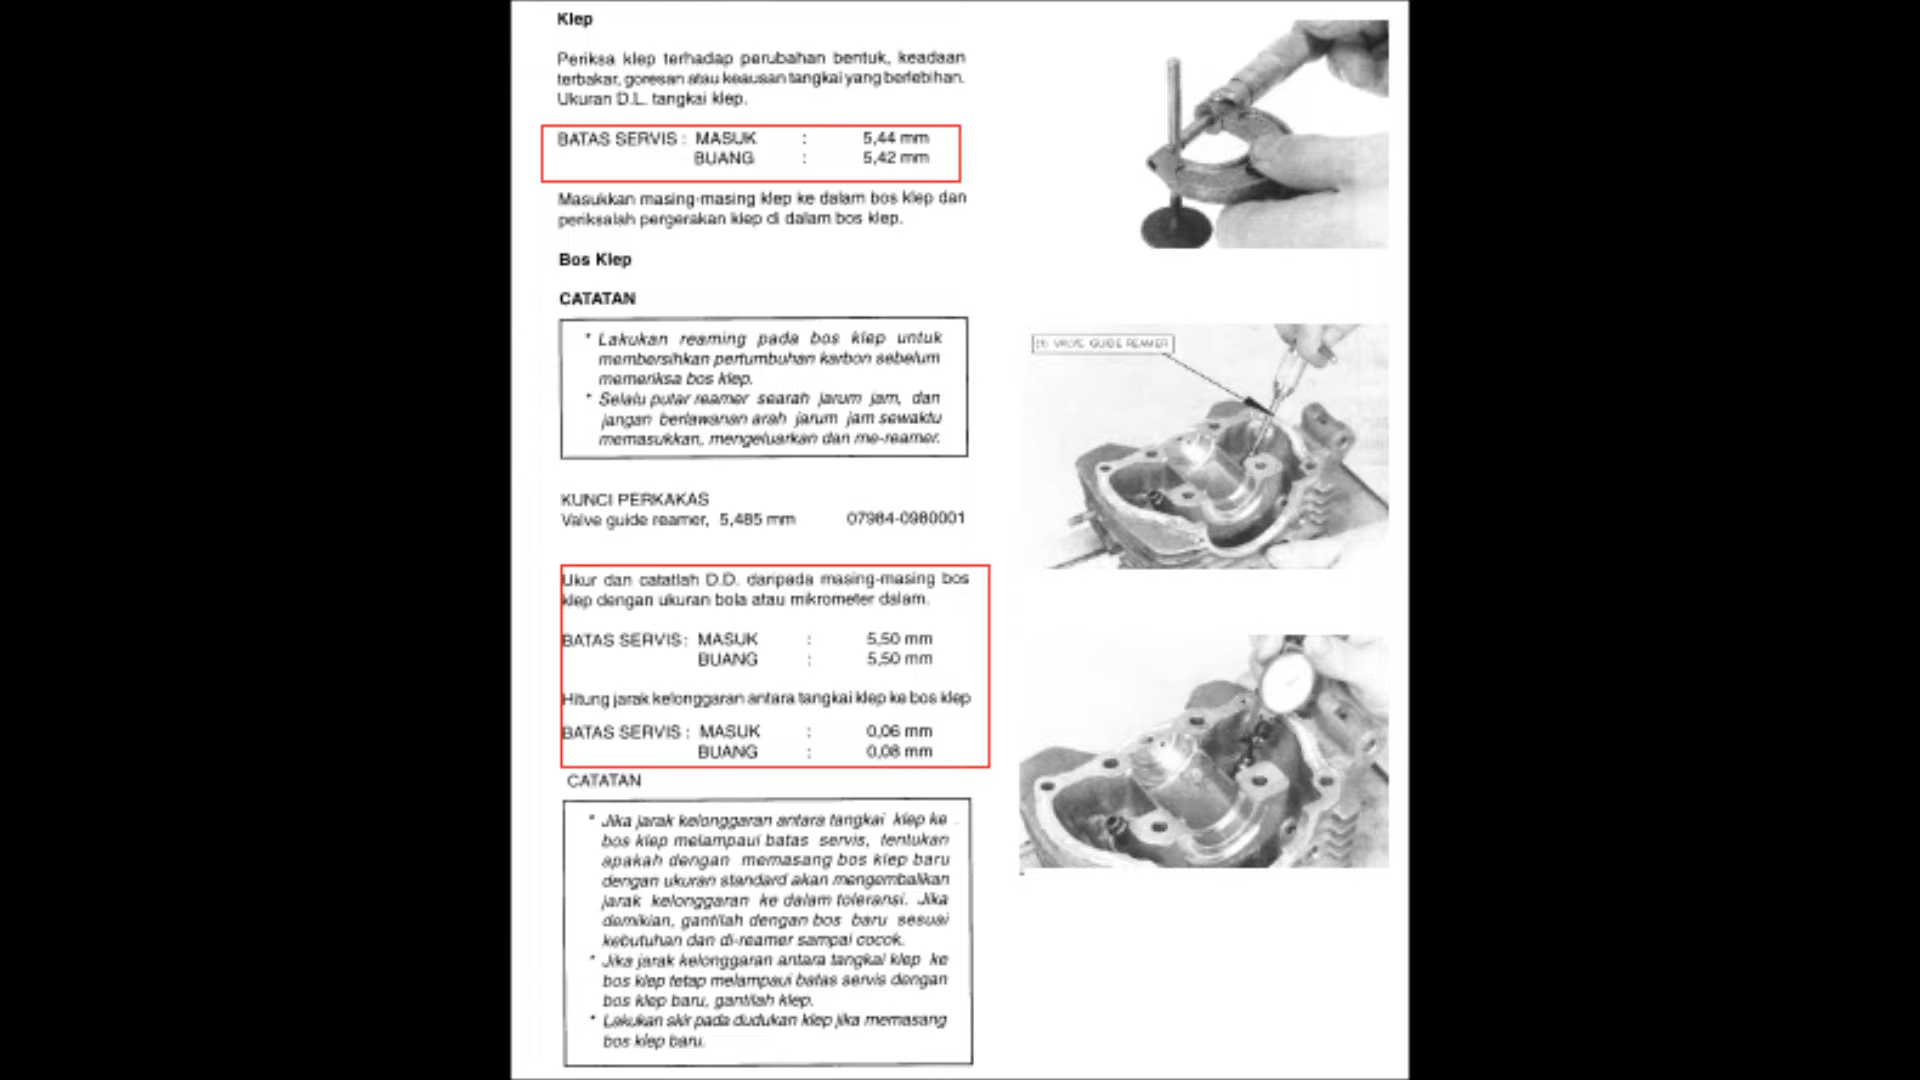 Klep
Periksa klep terhadap perubahan bentuk, keadaan
terbakar, goresan atau keausan tangkai yang berlebihan.
Ukuran D.L. tangkai klep.
BATAS SERVIS : MASUK : 5,44 mm
BUANG : 5,42 mm
Masukkan masing-masing klep ke dalam bos klep dan
periksalah pergerakan klep di dalam bos klep.
Bos Klep
CATATAN
* Lakukan reaming pada bos klep untuk
membersihkan pertumbuhan karbon sebelum
memeriksa bos klep.
* Selalu putar reamer searah jarum jam, dan
jangan berlawanan arah jarum jam sewaktu
memasukkan, mengeluarkan dan me-reamer.
(1) VALVE GUIDE REAMER
KUNCI PERKAKAS
Valve guide reamer, 5,485 mm 07984-0980001
Ukur dan catatlah D.D. daripada masing-masing bos
klep dengan ukuran bola atau mikrometer dalam.
BATAS SERVIS : MASUK : 5,50 mm
BUANG : 5,50 mm
Hitung jarak kelonggaran antara tangkai klep ke bos klep
BATAS SERVIS : MASUK : 0,06 mm
BUANG : 0,08 mm
CATATAN
* Jika jarak kelonggaran antara tangkai klep ke
bos klep melampaui batas servis, tentukan
apakah dengan memasang bos klep baru
dengan ukuran standard akan mengembalikan
jarak kelonggaran ke dalam toleransi. Jika
demikian, gantilah dengan bos baru sesuai
kebutuhan dan di-reamer sampai cocok.
* Jika jarak kelonggaran antara tangkai klep ke
bos klep tetap melampaui batas servis dengan
bos klep baru, gantilah klep.
* Lakukan skir pada dudukan klep jika memasang
bos klep baru.